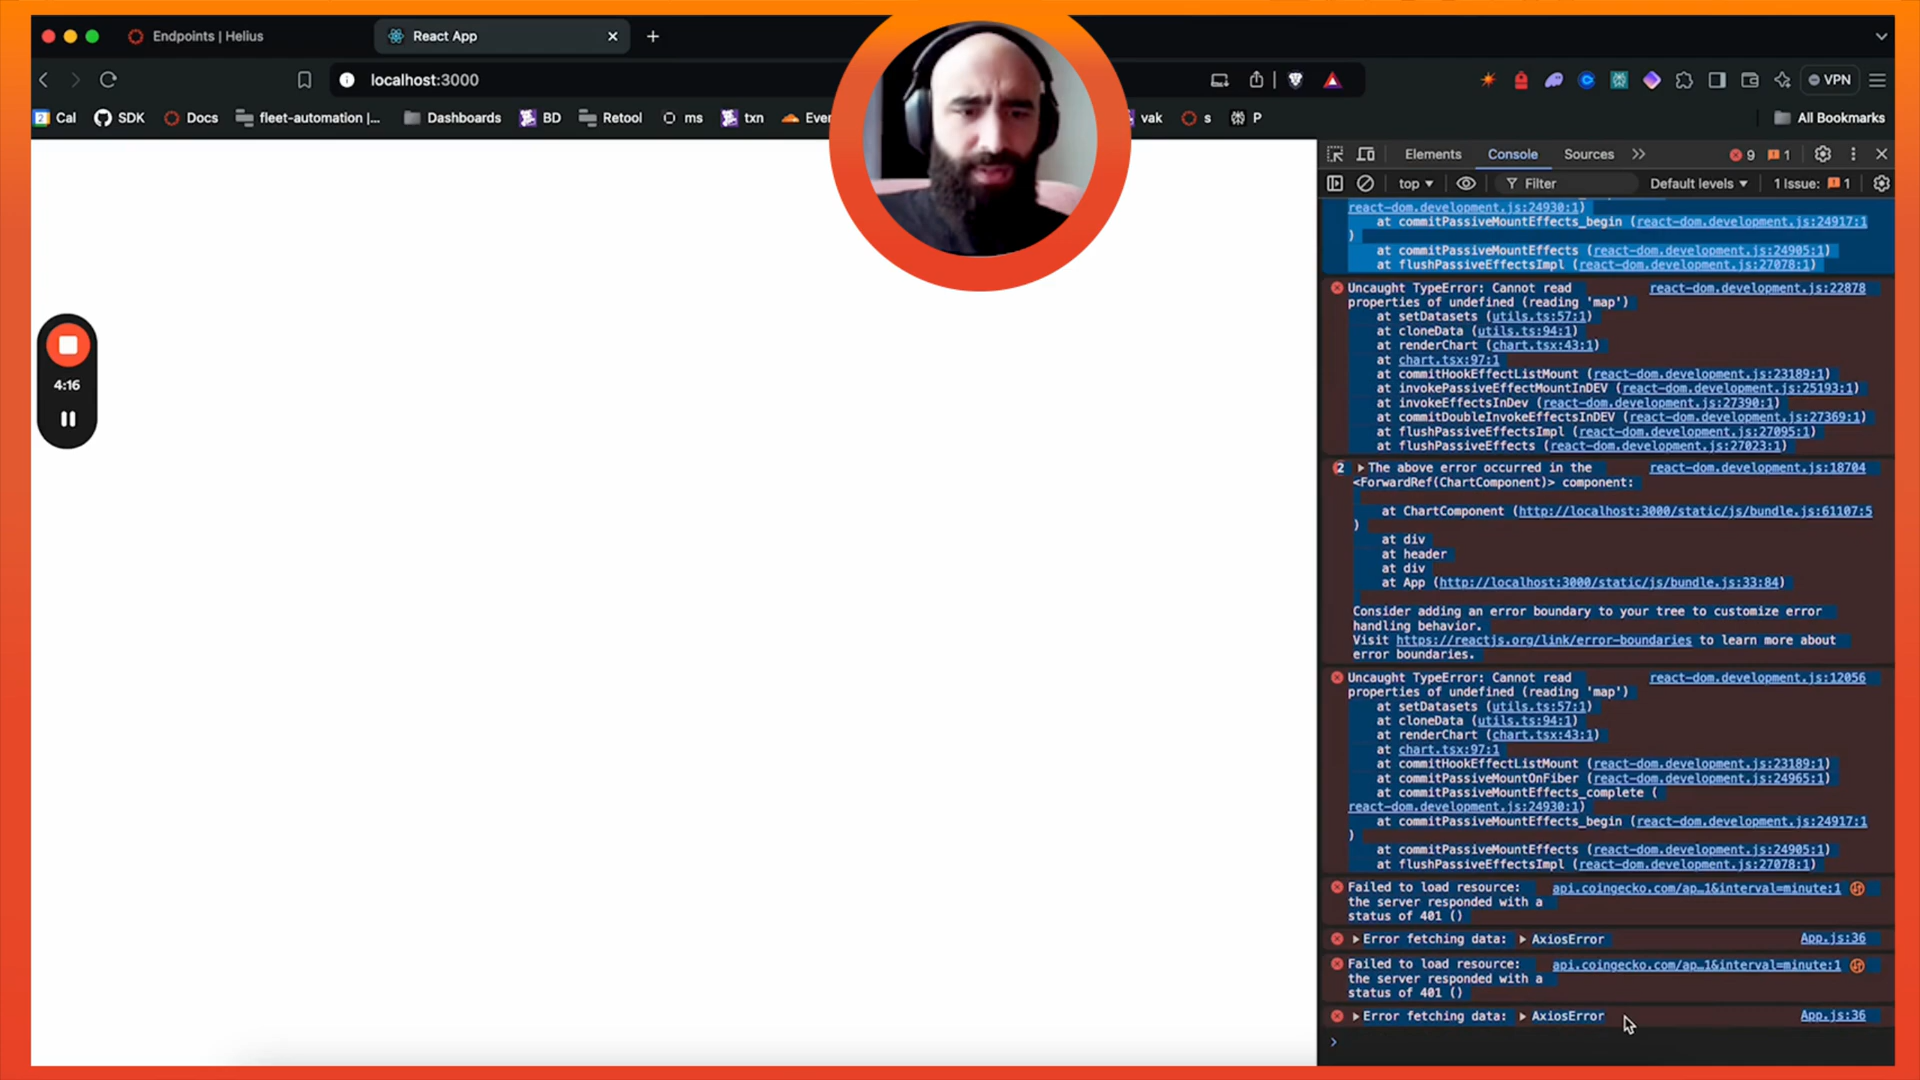 Endpoints | Helius
React App
localhost:3000
VPN
Cal
SDK
Docs
fleet-automation |...
Dashboards
BD
Retool
ms
txn
Ever
vak
s
P
All Bookmarks
Elements
Console
Sources
9
1
top
Filter
Default levels
1 Issue:
1
react-dom.development.js:24930:1)
at commitPassiveMountEffects_begin (react-dom.development.js:24917:1
)
at commitPassiveMountEffects (react-dom.development.js:24905:1)
at flushPassiveEffectsImpl (react-dom.development.js:27078:1)
Uncaught TypeError: Cannot read react-dom.development.js:22878
properties of undefined (reading 'map')
at setDatasets (utils.ts:57:1)
at cloneData (utils.ts:94:1)
at renderChart (chart.tsx:43:1)
at chart.tsx:97:1
at commitHookEffectListMount (react-dom.development.js:23189:1)
at invokePassiveEffectMountInDEV (react-dom.development.js:25193:1)
at invokeEffectsInDev (react-dom.development.js:27390:1)
at commitDoubleInvokeEffectsInDEV (react-dom.development.js:27369:1)
at flushPassiveEffectsImpl (react-dom.development.js:27095:1)
at flushPassiveEffects (react-dom.development.js:27023:1)
2 The above error occurred in the react-dom.development.js:18704
<ForwardRef(ChartComponent)> component:
at ChartComponent (http://localhost:3000/static/js/bundle.js:61107:5
)
at div
at header
at div
at App (http://localhost:3000/static/js/bundle.js:33:84)
Consider adding an error boundary to your tree to customize error
handling behavior.
Visit https://reactjs.org/link/error-boundaries to learn more about
error boundaries.
Uncaught TypeError: Cannot read react-dom.development.js:12056
properties of undefined (reading 'map')
at setDatasets (utils.ts:57:1)
at cloneData (utils.ts:94:1)
at renderChart (chart.tsx:43:1)
at chart.tsx:97:1
at commitHookEffectListMount (react-dom.development.js:23189:1)
at commitPassiveMountOnFiber (react-dom.development.js:24965:1)
at commitPassiveMountEffects_complete (
react-dom.development.js:24930:1)
at commitPassiveMountEffects_begin (react-dom.development.js:24917:1
)
at commitPassiveMountEffects (react-dom.development.js:24905:1)
at flushPassiveEffectsImpl (react-dom.development.js:27078:1)
Failed to load resource: api.coingecko.com/ap…1&interval=minute:1
the server responded with a
status of 401 ()
Error fetching data: AxiosError App.js:36
Failed to load resource: api.coingecko.com/ap…1&interval=minute:1
the server responded with a
status of 401 ()
Error fetching data: AxiosError App.js:36
4:16